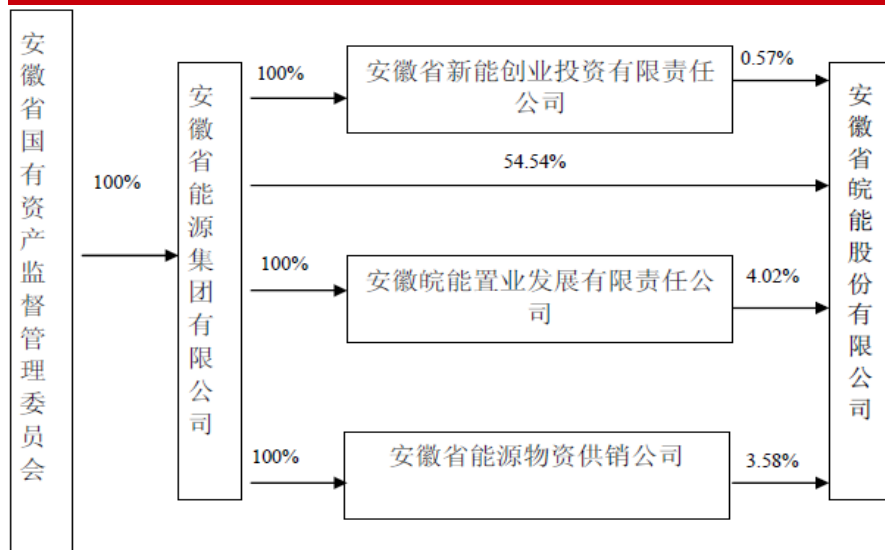 安徽省国有资产监督管理委员会
100%
安徽省能源集团有限公司
100%
安徽省新能创业投资有限责任
公司
0.57%
54.54%
100%
安徽皖能置业发展有限责任公
司
4.02%
100%
安徽省能源物资供销公司
3.58%
安徽省皖能股份有限公司